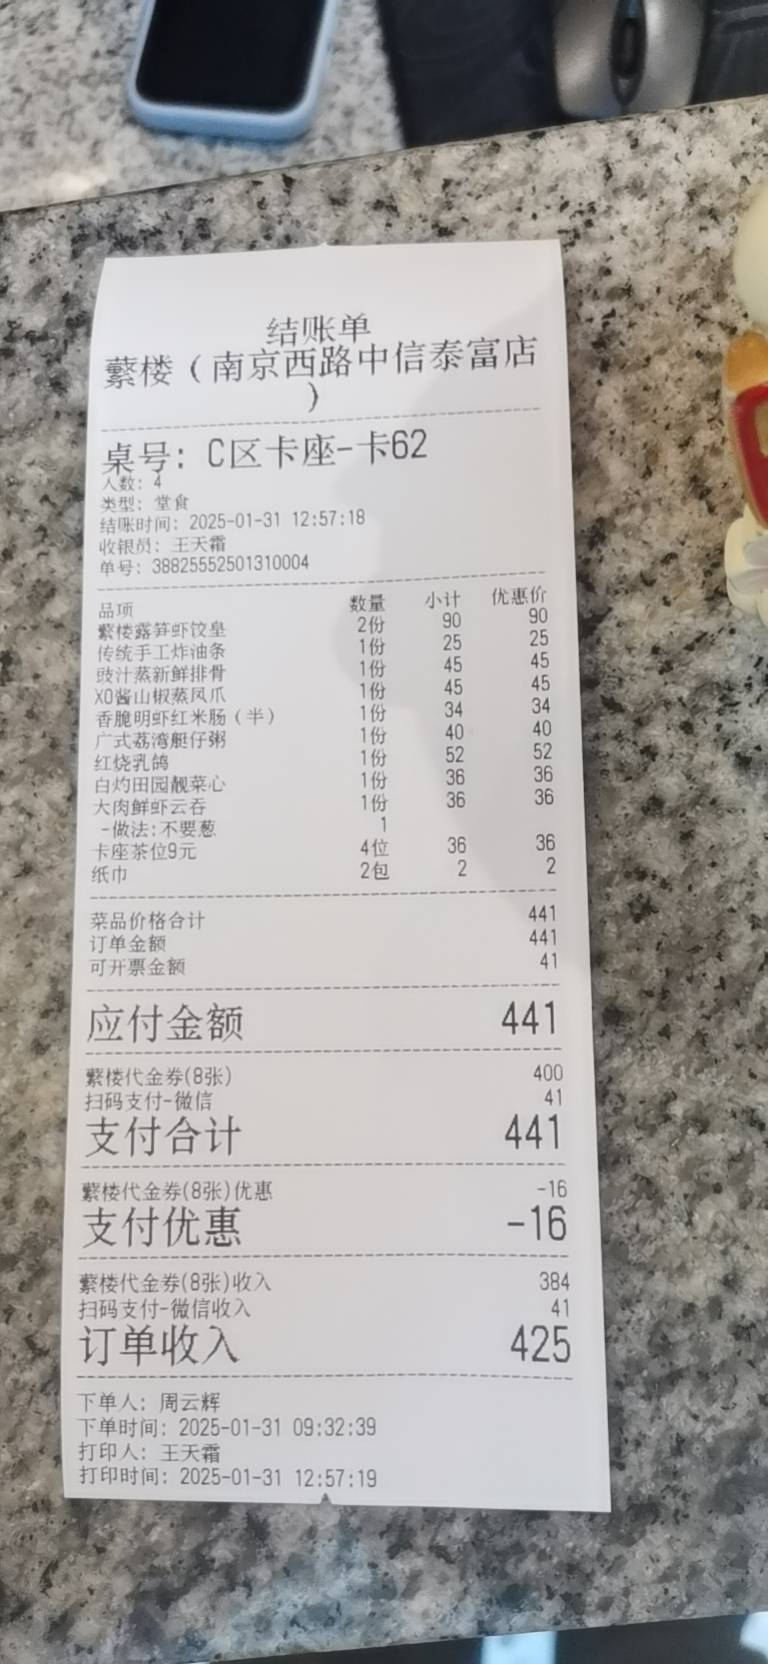 结账单
蘩楼（南京西路中信泰富店
）
桌号: C区卡座-卡62
人数: 4
类型: 堂食
结账时间: 2025-01-31 12:57:18
收银员: 王天霜
单号: 38825552501310004
品项 数量 小计 优惠价
蘩楼露笋虾饺皇 2份 90 90
传统手工炸油条 1份 25 25
豉汁蒸新鲜排骨 1份 45 45
XO酱山椒蒸凤爪 1份 45 45
香脆明虾红米肠（半） 1份 34 34
广式荔湾艇仔粥 1份 40 40
红烧乳鸽 1份 52 52
白灼田园靓菜心 1份 36 36
大肉鲜虾云吞 1份 36 36
-做法:不要葱 1
卡座茶位9元 4位 36 36
纸巾 2包 2 2
菜品价格合计 441
订单金额 441
可开票金额 41
应付金额 441
蘩楼代金券(8张) 400
扫码支付-微信 41
支付合计 441
蘩楼代金券(8张)优惠 -16
支付优惠 -16
蘩楼代金券(8张)收入 384
扫码支付-微信收入 41
订单收入 425
下单人: 周云辉
下单时间: 2025-01-31 09:32:39
打印人: 王天霜
打印时间: 2025-01-31 12:57:19